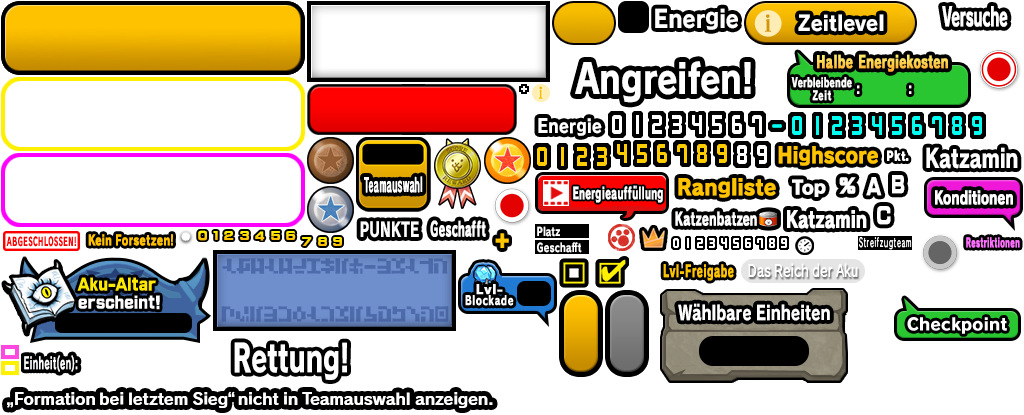 Energie
Zeitlevel
Versuche
Angreifen!
Halbe Energiekosten
Verbleibende
Zeit : :
Energie 01234567-0123456789
0123456789 89
Highscore Pkt.
Katzamin
Teamauswahl
Energieauffüllung
Rangliste
Top % A B
Konditionen
Katzenbatzen
Katzamin C
PUNKTE
Geschafft
ABGESCHLOSSEN!
Kein Forsetzen!
0123456
789
Platz
Geschafft
0123456789
Streifzugteam
Restriktionen
Aku-Altar
erscheint!
Lvl-
Blockade
Lvl-Freigabe
Das Reich der Aku
Wählbare Einheiten
Checkpoint
Einheit(en):
Rettung!
„Formation bei letztem Sieg“ nicht in Teamauswahl anzeigen.